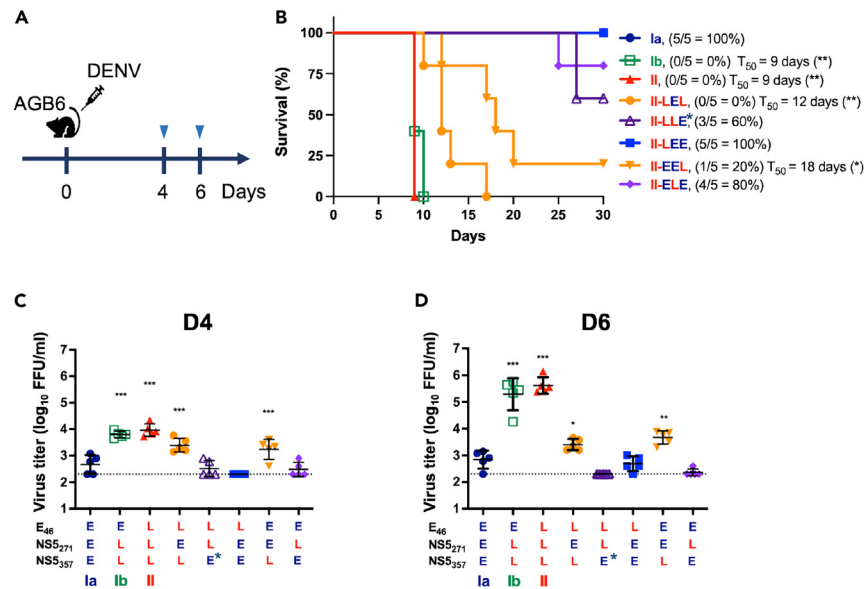 A
DENV
AGB6
0 4 6 Days
B
Survival (%)
100
75
50
25
0
0 5 10 15 20 25 30
Days
Ia, (5/5 = 100%)
Ib, (0/5 = 0%) T50 = 9 days (**)
II, (0/5 = 0%) T50 = 9 days (**)
II-LEL, (0/5 = 0%) T50 = 12 days (**)
II-LLE*, (3/5 = 60%)
II-LEE, (5/5 = 100%)
II-EEL, (1/5 = 20%) T50 = 18 days (*)
II-ELE, (4/5 = 80%)
C
D4
Virus titer (log10 FFU/ml)
7
6
5
4
3
2
1
*** *** *** ***
E46 E E L L L L E E
NS5271 E L L E L E E L
NS5357 E L L L E* E L E
Ia Ib II
D
D6
Virus titer (log10 FFU/ml)
7
6
5
4
3
2
1
*** *** * **
E46 E E L L L L E E
NS5271 E L L E L E E L
NS5357 E L L L E* E L E
Ia Ib II